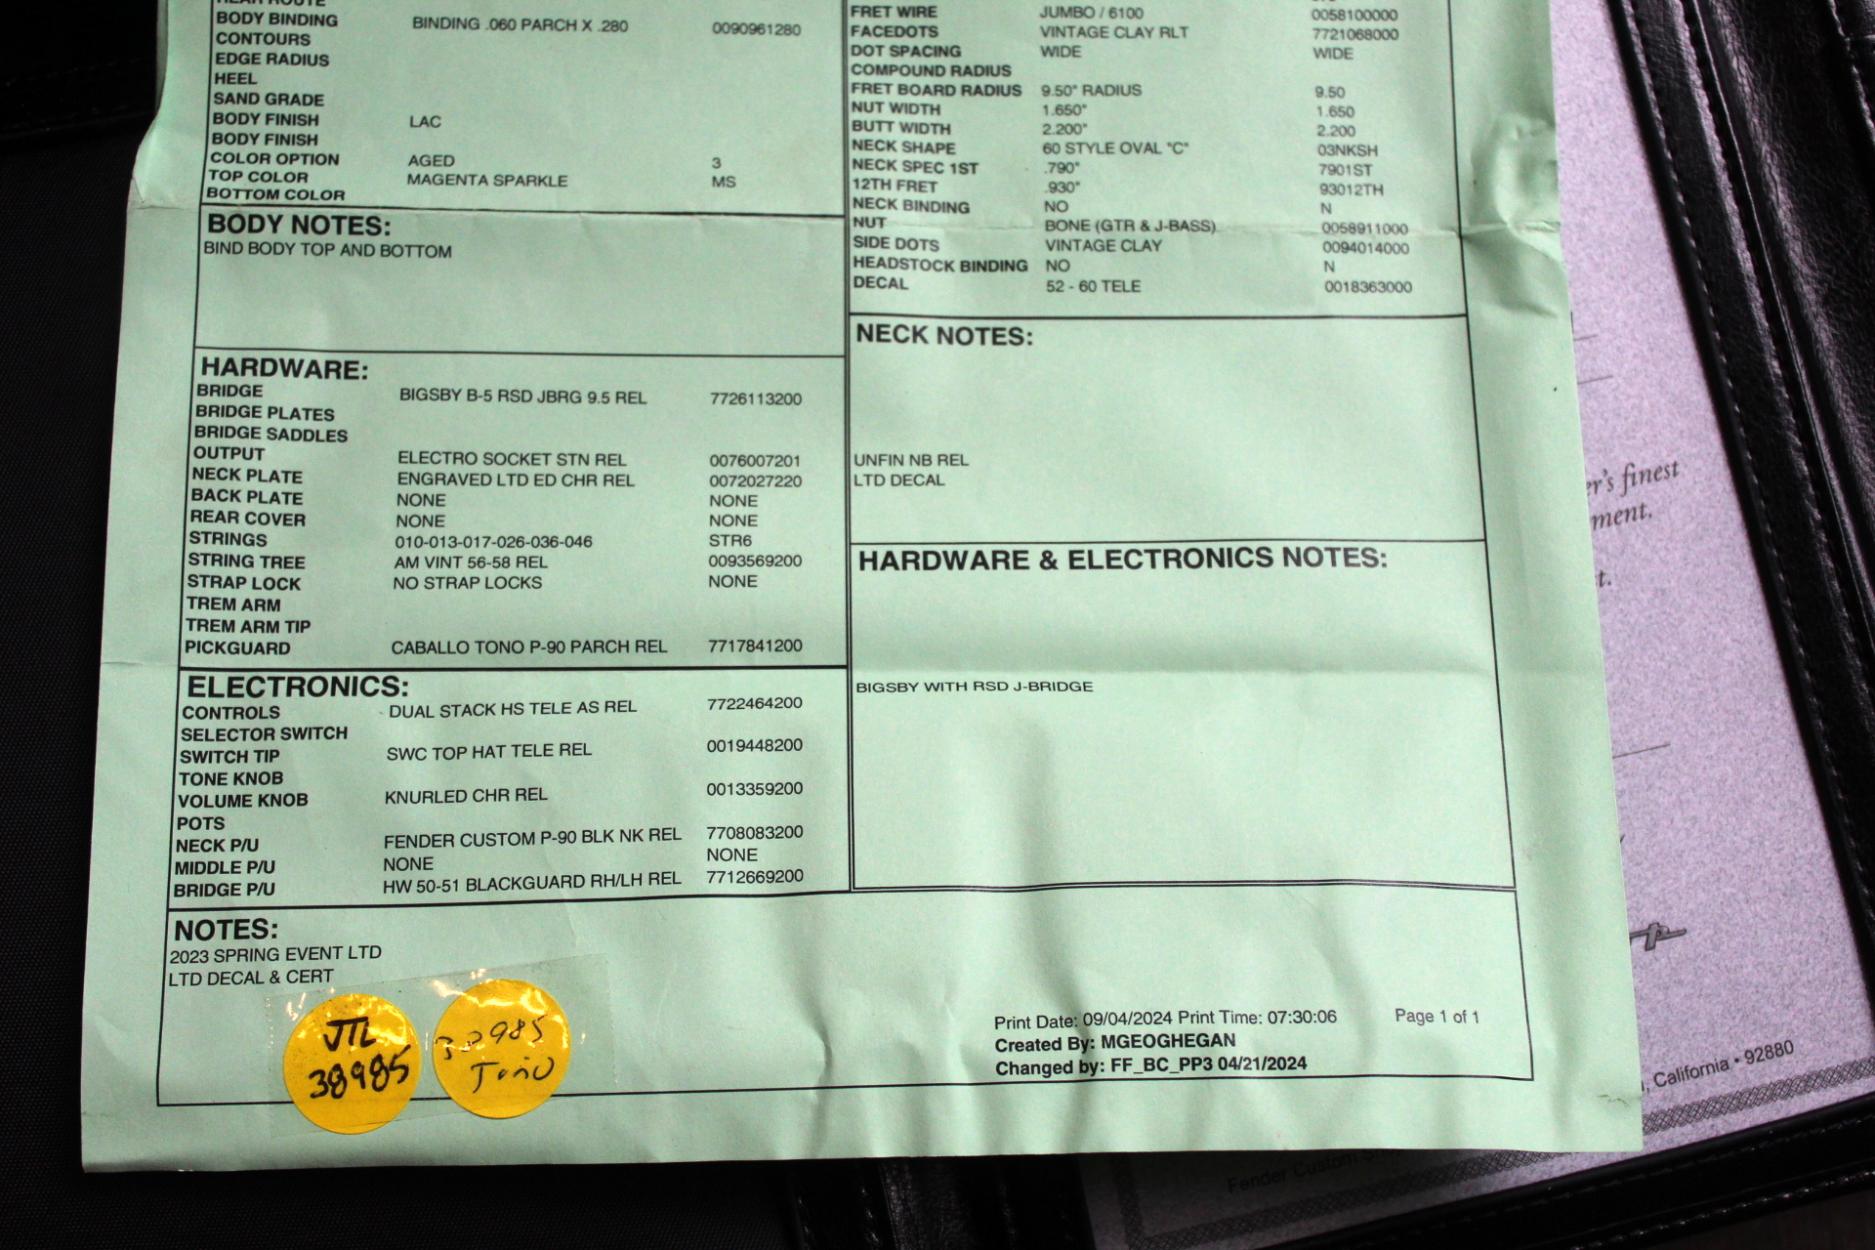 REAR ROUTE
BODY BINDING BINDING .060 PARCH X .280 0090961280
CONTOURS
EDGE RADIUS
HEEL
SAND GRADE
BODY FINISH LAC
BODY FINISH
COLOR OPTION AGED 3
TOP COLOR MAGENTA SPARKLE MS
BOTTOM COLOR
BODY NOTES:
BIND BODY TOP AND BOTTOM
HARDWARE:
BRIDGE BIGSBY B-5 RSD JBRG 9.5 REL 7726113200
BRIDGE PLATES
BRIDGE SADDLES
OUTPUT ELECTRO SOCKET STN REL 0076007201
NECK PLATE ENGRAVED LTD ED CHR REL 0072027220
BACK PLATE NONE NONE
REAR COVER NONE NONE
STRINGS 010-013-017-026-036-046 STR6
STRING TREE AM VINT 56-58 REL 0093569200
STRAP LOCK NO STRAP LOCKS NONE
TREM ARM
TREM ARM TIP
PICKGUARD CABALLO TONO P-90 PARCH REL 7717841200
ELECTRONICS:
CONTROLS DUAL STACK HS TELE AS REL 7722464200
SELECTOR SWITCH
SWITCH TIP SWC TOP HAT TELE REL 0019448200
TONE KNOB
VOLUME KNOB KNURLED CHR REL 0013359200
POTS
NECK P/U FENDER CUSTOM P-90 BLK NK REL 7708083200
MIDDLE P/U NONE NONE
BRIDGE P/U HW 50-51 BLACKGUARD RH/LH REL 7712669200
FRET WIRE JUMBO / 6100 0058100000
FACEDOTS VINTAGE CLAY RLT 7721068000
DOT SPACING WIDE WIDE
COMPOUND RADIUS
FRET BOARD RADIUS 9.50" RADIUS 9.50
NUT WIDTH 1.650" 1.650
BUTT WIDTH 2.200" 2.200
NECK SHAPE 60 STYLE OVAL "C" 03NKSH
NECK SPEC 1ST .790" 7901ST
12TH FRET .930" 93012TH
NECK BINDING NO N
NUT BONE (GTR & J-BASS) 0058911000
SIDE DOTS VINTAGE CLAY 0094014000
HEADSTOCK BINDING NO N
DECAL 52 - 60 TELE 0018363000
NECK NOTES:
UNFIN NB REL
LTD DECAL
HARDWARE & ELECTRONICS NOTES:
BIGSBY WITH RSD J-BRIDGE
NOTES:
2023 SPRING EVENT LTD
LTD DECAL & CERT
JTL
38985
38985
Toño
Print Date: 09/04/2024 Print Time: 07:30:06 Page 1 of 1
Created By: MGEOGHEGAN
Changed by: FF_BC_PP3 04/21/2024
er's finest
ment.
t.
California • 92880
Fender Custom